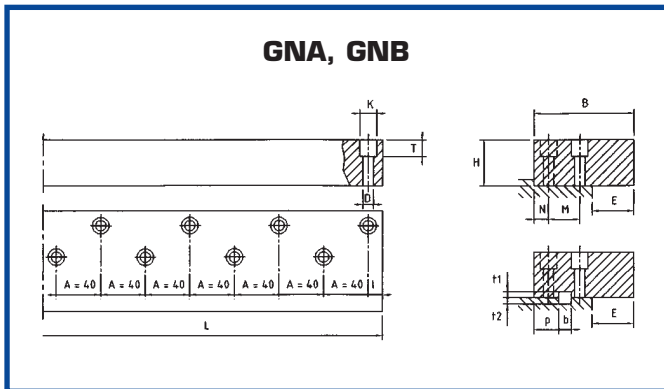 GNA, GNB
K
T
D
A = 40 A = 40 A = 40 A = 40 A = 40 A = 40 A = 40 I
L
B
H
N M E
t1
t2
p b E